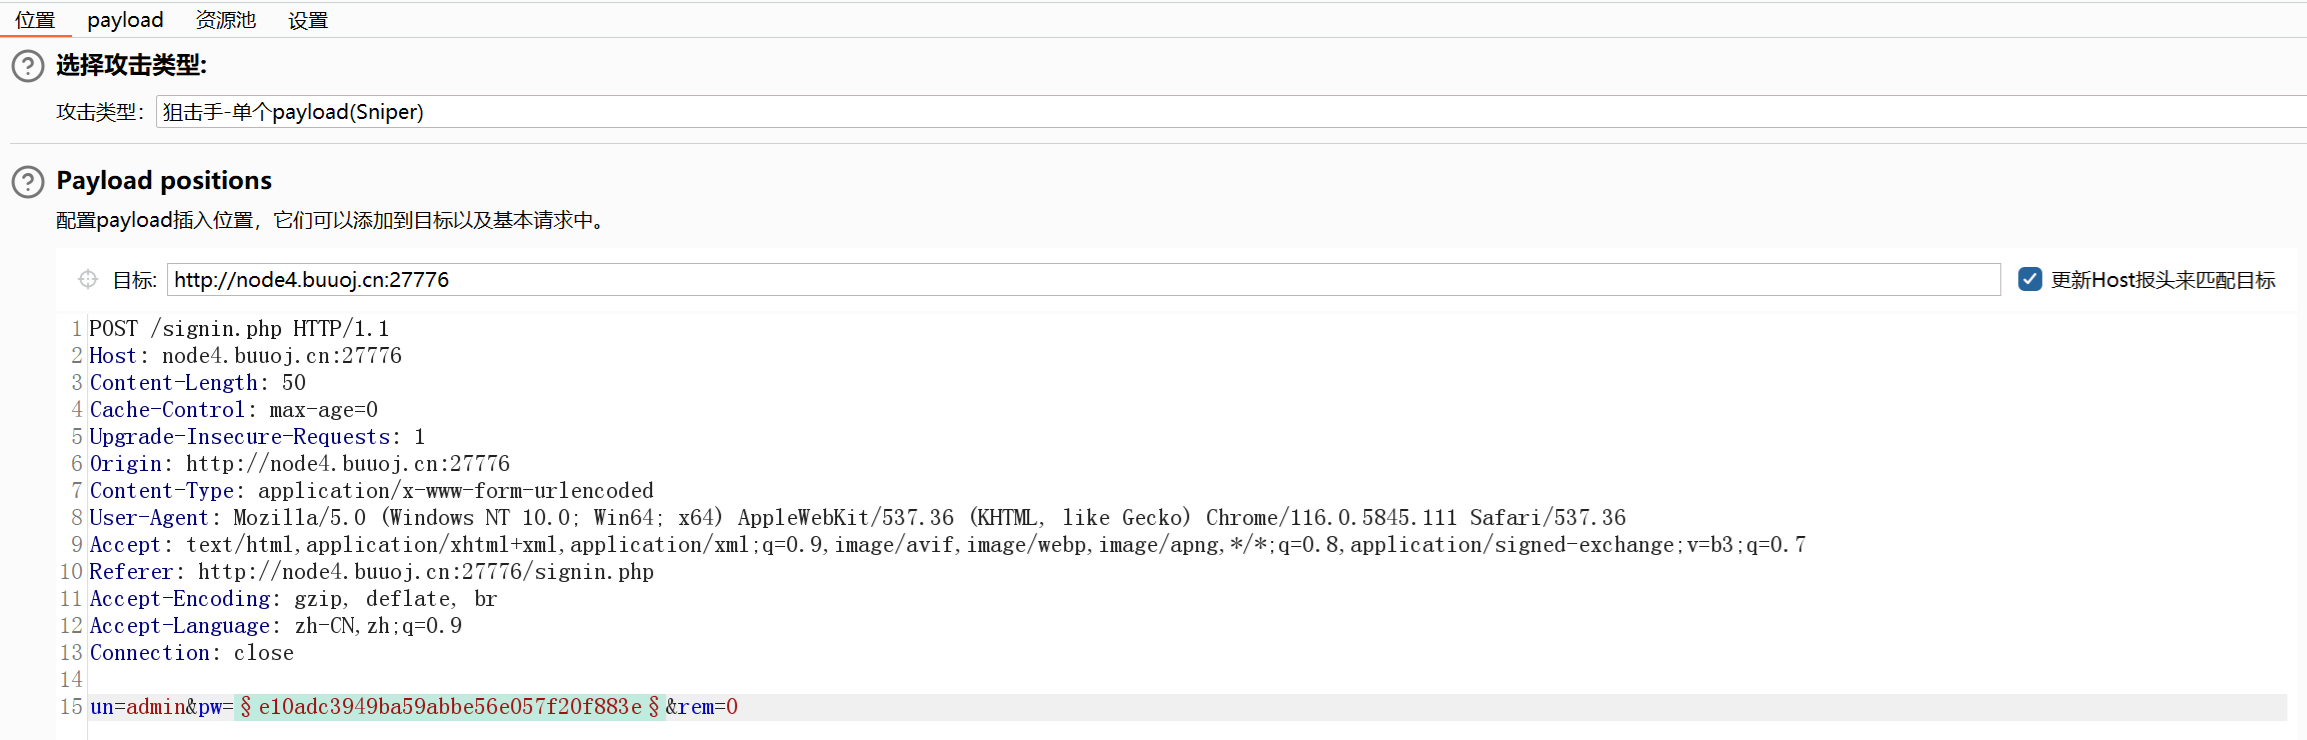 位置 payload 资源池 设置
选择攻击类型:
攻击类型: 狙击手-单个payload(Sniper)
Payload positions
配置payload插入位置，它们可以添加到目标以及基本请求中。
目标: http://node4.buuoj.cn:27776 更新Host报头来匹配目标
1 POST /signin.php HTTP/1.1
2 Host: node4.buuoj.cn:27776
3 Content-Length: 50
4 Cache-Control: max-age=0
5 Upgrade-Insecure-Requests: 1
6 Origin: http://node4.buuoj.cn:27776
7 Content-Type: application/x-www-form-urlencoded
8 User-Agent: Mozilla/5.0 (Windows NT 10.0; Win64; x64) AppleWebKit/537.36 (KHTML, like Gecko) Chrome/116.0.5845.111 Safari/537.36
9 Accept: text/html,application/xhtml+xml,application/xml;q=0.9,image/avif,image/webp,image/apng,*/*;q=0.8,application/signed-exchange;v=b3;q=0.7
10 Referer: http://node4.buuoj.cn:27776/signin.php
11 Accept-Encoding: gzip, deflate, br
12 Accept-Language: zh-CN,zh;q=0.9
13 Connection: close
14
15 un=admin&pw=§e10adc3949ba59abbe56e057f20f883e§&rem=0